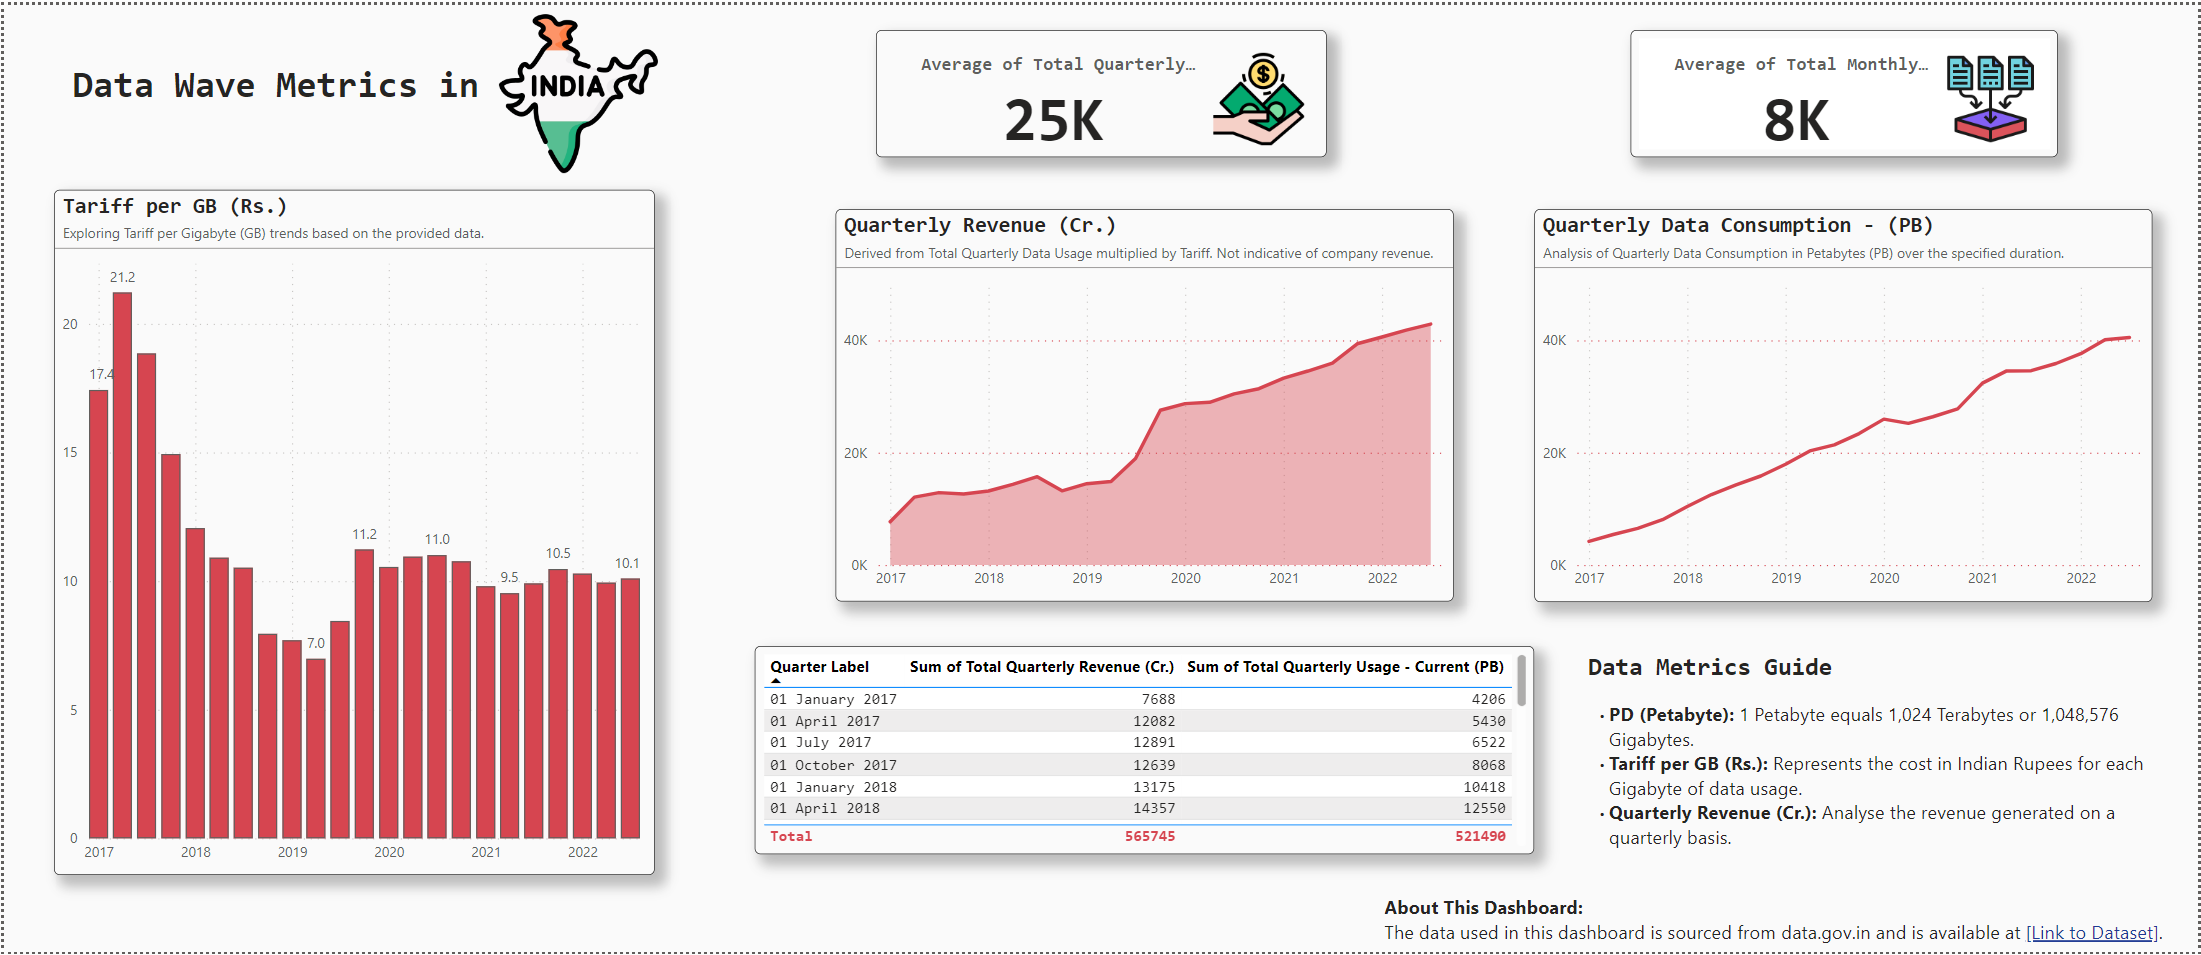 Data Wave Metrics in
INDIA
Average of Total Quarterly…
25K
$
Average of Total Monthly…
8K
Tariff per GB (Rs.)
Exploring Tariff per Gigabyte (GB) trends based on the provided data.
21.2
20
17.4
15
11.2
11.0
10.5
10.1
9.5
10
7.0
5
0
2017 2018 2019 2020 2021 2022
Quarterly Revenue (Cr.)
Derived from Total Quarterly Data Usage multiplied by Tariff. Not indicative of company revenue.
40K
20K
0K
2017 2018 2019 2020 2021 2022
Quarterly Data Consumption - (PB)
Analysis of Quarterly Data Consumption in Petabytes (PB) over the specified duration.
40K
20K
0K
2017 2018 2019 2020 2021 2022
Quarter Label Sum of Total Quarterly Revenue (Cr.) Sum of Total Quarterly Usage - Current (PB)
01 January 2017 7688 4206
01 April 2017 12082 5430
01 July 2017 12891 6522
01 October 2017 12639 8068
01 January 2018 13175 10418
01 April 2018 14357 12550
Total 565745 521490
Data Metrics Guide
• PD (Petabyte): 1 Petabyte equals 1,024 Terabytes or 1,048,576
Gigabytes.
• Tariff per GB (Rs.): Represents the cost in Indian Rupees for each
Gigabyte of data usage.
• Quarterly Revenue (Cr.): Analyse the revenue generated on a
quarterly basis.
About This Dashboard:
The data used in this dashboard is sourced from data.gov.in and is available at [Link to Dataset].